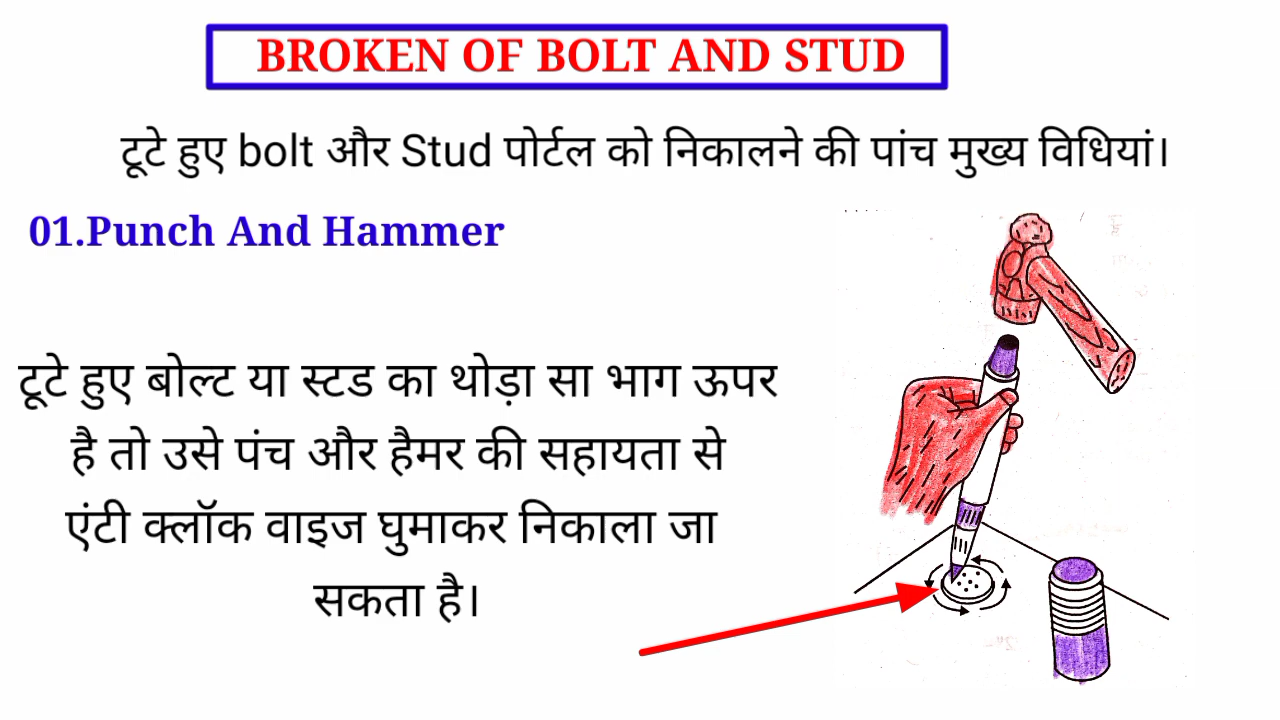 BROKEN OF BOLT AND STUD
टूटे हुए bolt और Stud पोर्टल को निकालने की पांच मुख्य विधियां।
01.Punch And Hammer
टूटे हुए बोल्ट या स्टड का थोड़ा सा भाग ऊपर
है तो उसे पंच और हैमर की सहायता से
एंटी क्लॉक वाइज घुमाकर निकाला जा
सकता है।